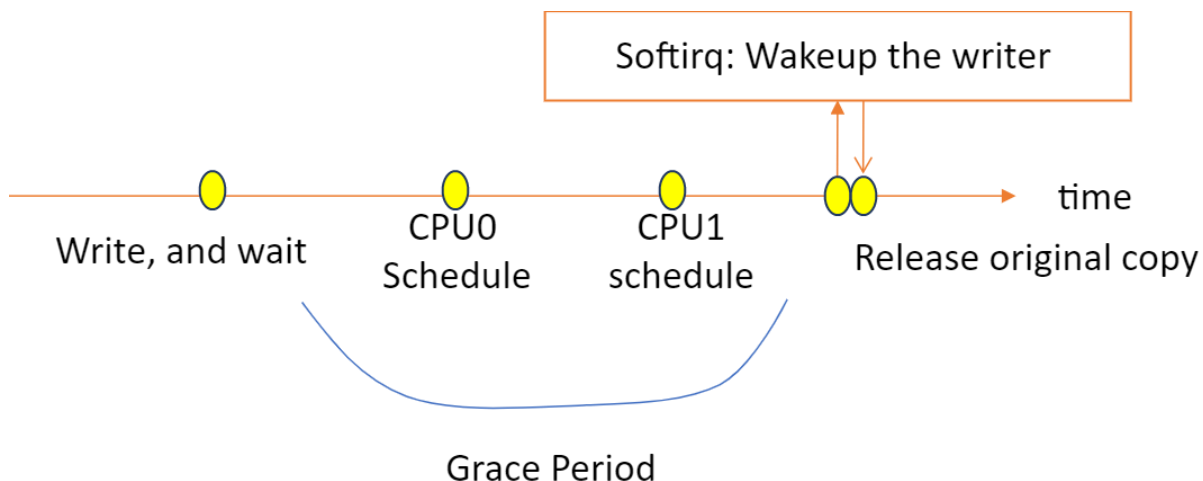 Softirq: Wakeup the writer
time
Write, and wait
CPU0
Schedule
CPU1
schedule
Release original copy
Grace Period